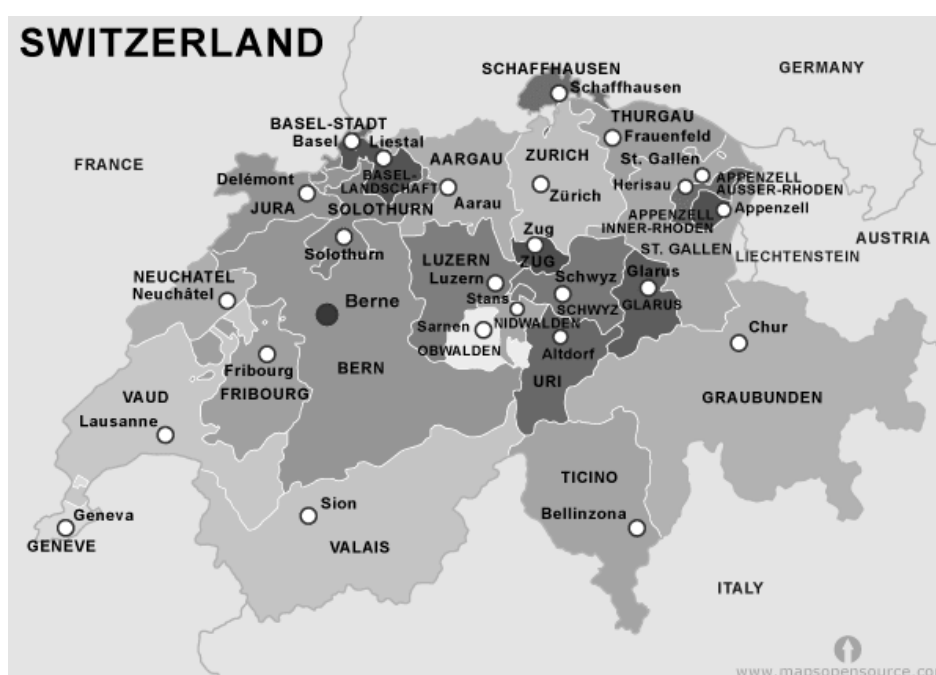 SWITZERLAND
SCHAFFHAUSEN
GERMANY
Schaffhausen
THURGAU
BASEL-STADT
Frauenfeld
Basel
Liestal
AARGAU
ZURICH
St. Gallen
FRANCE
BASEL-
LANDSCHAFT
APPENZELL
AUSSER-RHODEN
Delémont
Herisau
JURA
SOLOTHURN
Aarau
Zürich
Appenzell
APPENZELL
INNER-RHODEN
Zug
Solothurn
ST. GALLEN
AUSTRIA
LUZERN
ZUG
LIECHTENSTEIN
NEUCHATEL
Luzern
Schwyz
Glarus
Neuchâtel
Berne
Stans
SCHWYZ
GLARUS
Sarnen
NIDWALDEN
Chur
OBWALDEN
Altdorf
Fribourg
BERN
URI
FRIBOURG
VAUD
GRAUBUNDEN
Lausanne
TICINO
Sion
Geneva
Bellinzona
GENEVE
VALAIS
ITALY
www.mapsopensource.co